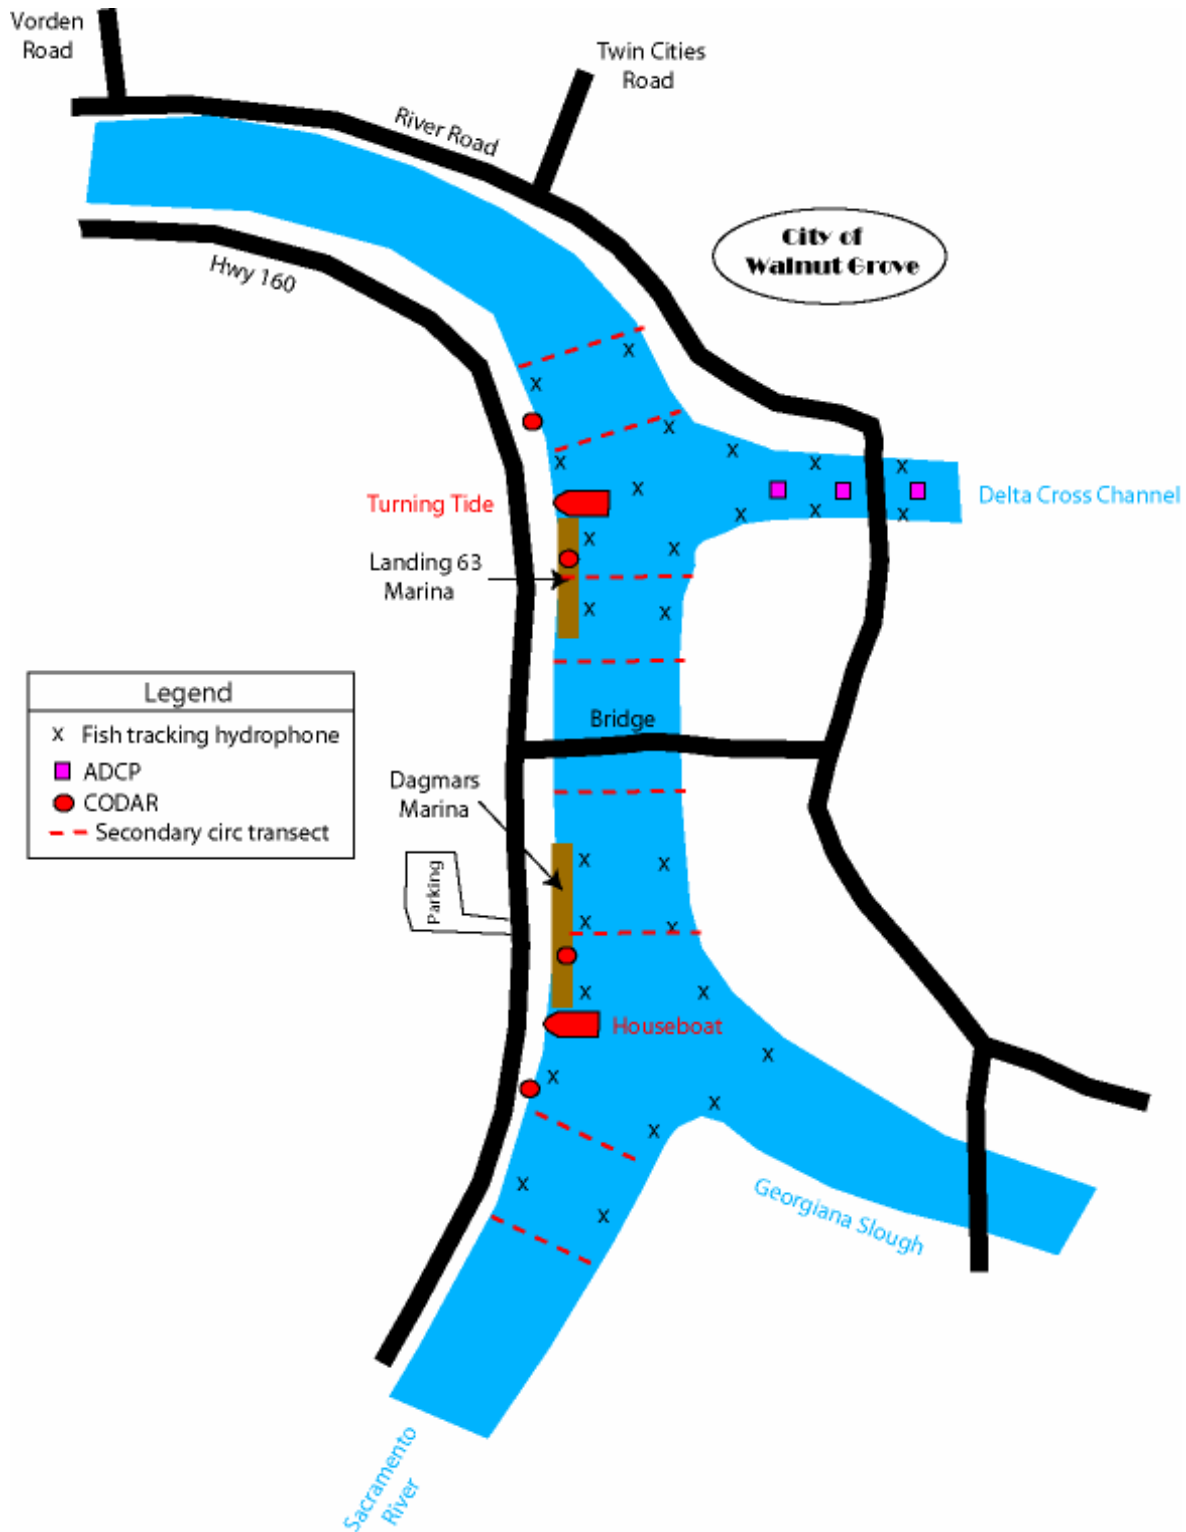 Vorden
Road
Twin Cities
Road
River Road
City of
Walnut Grove
Hwy 160
Turning Tide
Delta Cross Channel
Landing 63
Marina
Legend
x Fish tracking hydrophone
ADCP
CODAR
Secondary circ transect
Bridge
Dagmars
Marina
Parking
Houseboat
Georgiana Slough
Sacramento
River